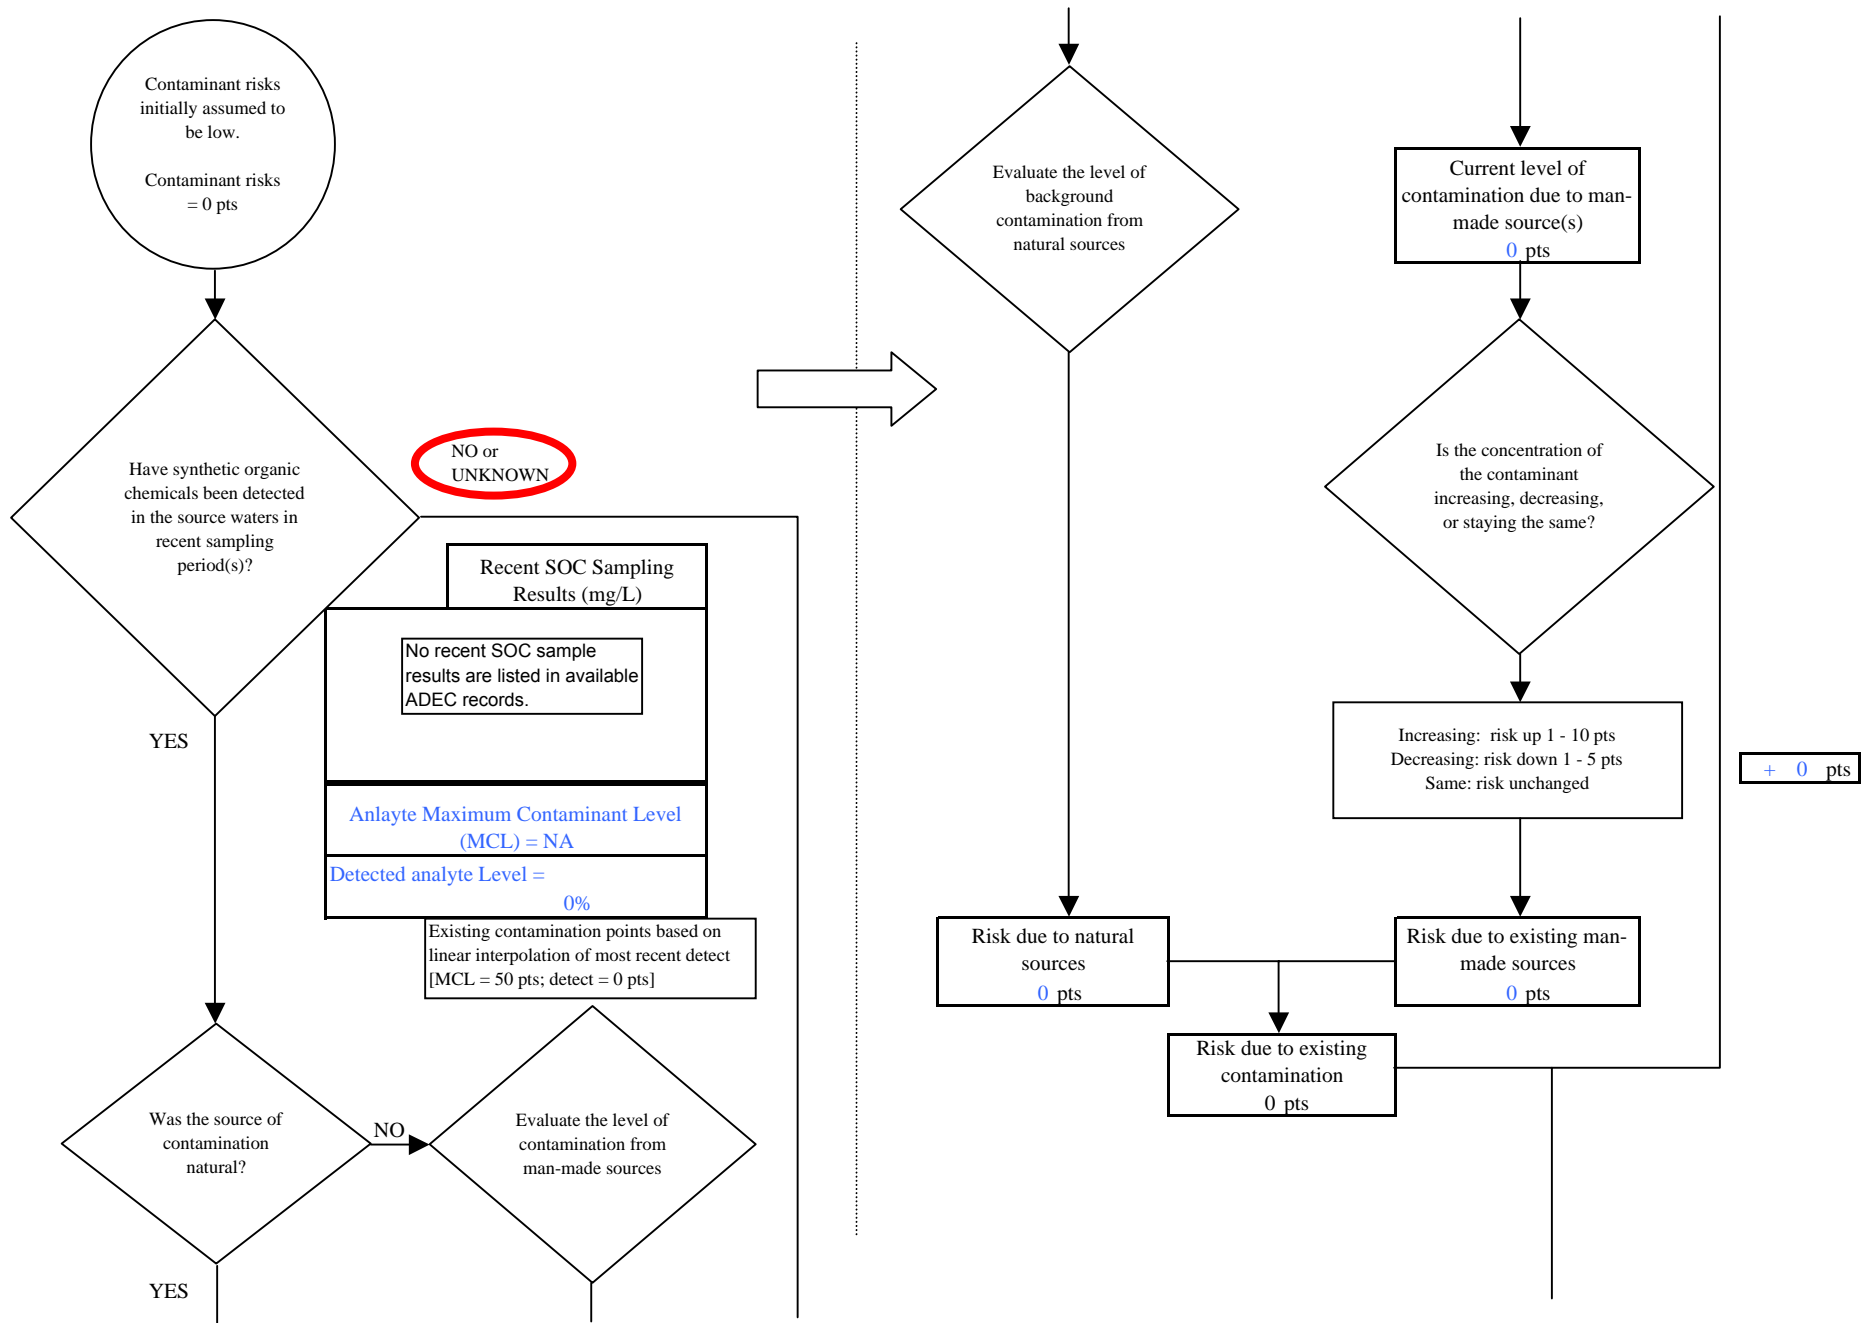 Contaminant risks
initially assumed to
be low.
Contaminant risks
= 0 pts
Have synthetic organic
chemicals been detected
in the source waters in
recent sampling
period(s)?
NO or
UNKNOWN
YES
Recent SOC Sampling
Results (mg/L)
No recent SOC sample
results are listed in available
ADEC records.
Anlayte Maximum Contaminant Level
(MCL) = NA
Detected analyte Level =
0%
Existing contamination points based on
linear interpolation of most recent detect
[MCL = 50 pts; detect = 0 pts]
Was the source of
contamination
natural?
NO
YES
Evaluate the level of
contamination from
man-made sources
Evaluate the level of
background
contamination from
natural sources
Risk due to natural
sources
0 pts
Current level of
contamination due to man-
made source(s)
0 pts
Is the concentration of
the contaminant
increasing, decreasing,
or staying the same?
Increasing: risk up 1 - 10 pts
Decreasing: risk down 1 - 5 pts
Same: risk unchanged
+ 0 pts
Risk due to existing man-
made sources
0 pts
Risk due to existing
contamination
0 pts